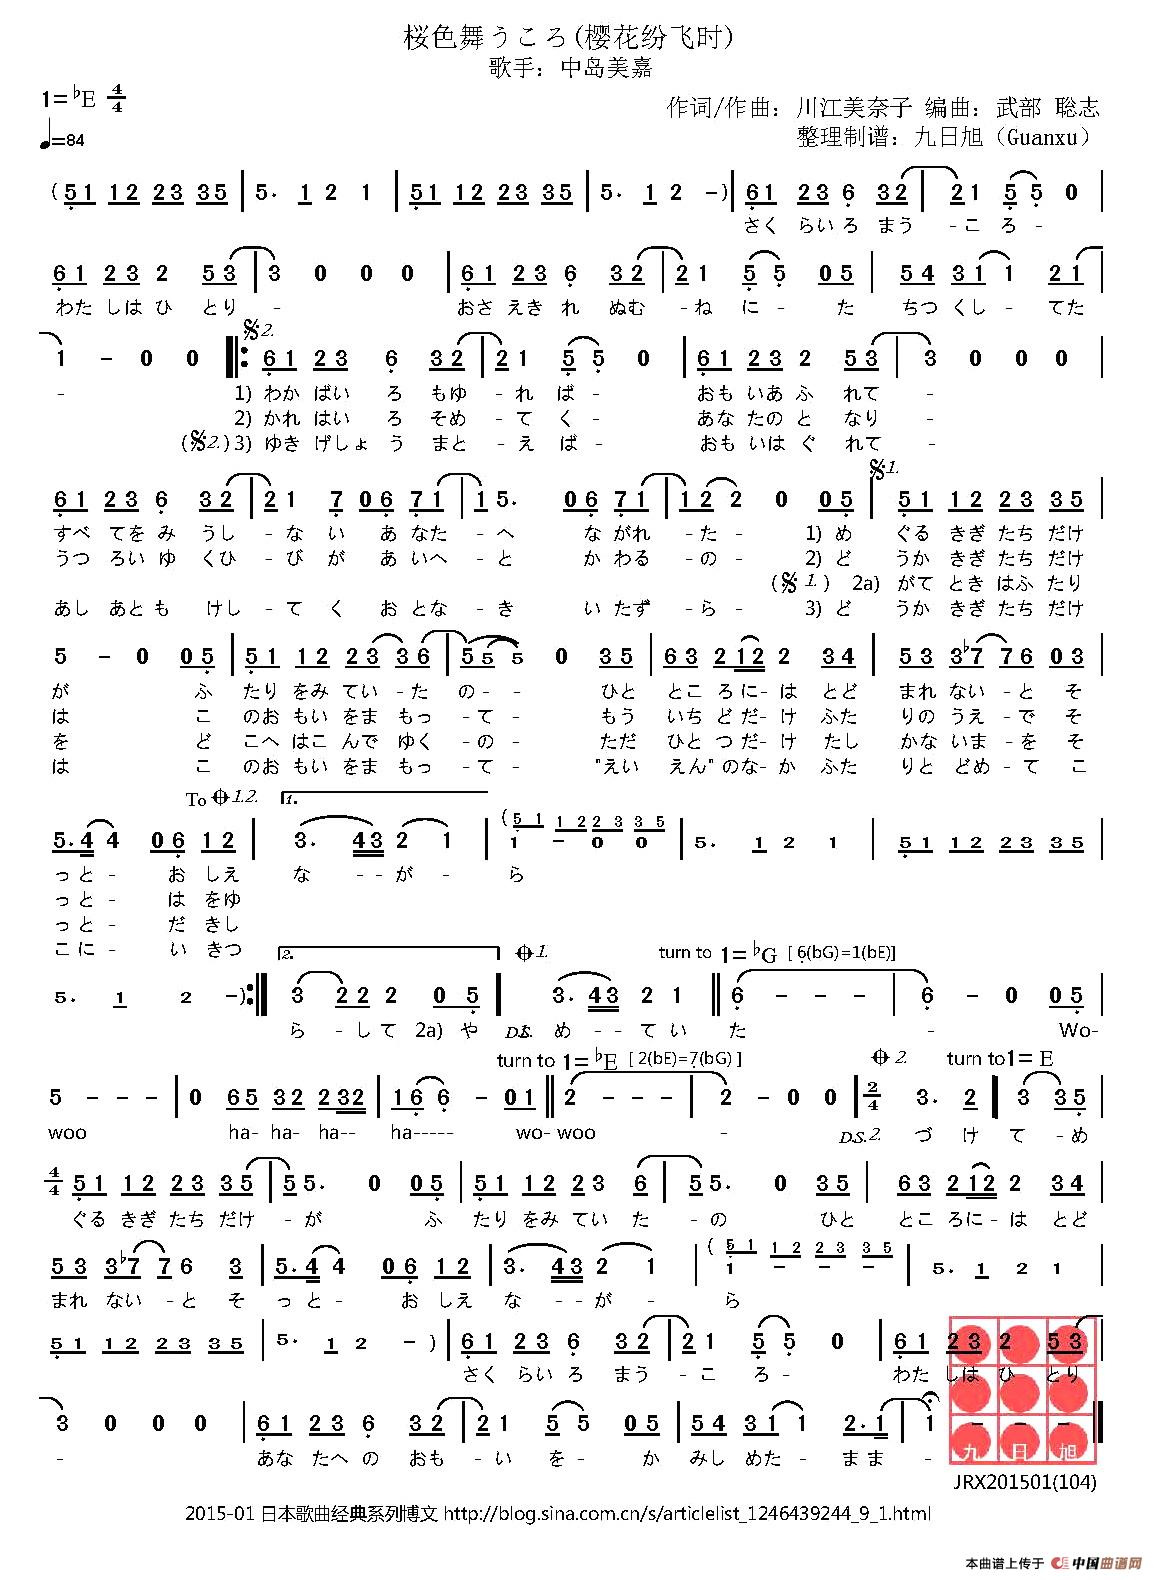 桜色舞うころ(樱花纷飞时)
歌手：中岛美嘉
1=♭E 4/4
作词/作曲：川江美奈子 编曲：武部 聡志
♩=84
整理制谱：九日旭（Guanxu）
(51 12 23 35 | 5. 1 2 1 | 51 12 23 35 | 5. 1 2 -) | 61 23 6 32 | 21 5 5 0 |
さく らいろ まう -ころ-
61 23 2 53 | 3 0 0 0 | 61 23 6 32 | 21 5 5 05 | 54 31 1 21 |
わた しは ひ とり - おさ えき れ ぬむ -ね に - た ちつ くし - てた
1 - 0 0 |: 61 23 6 32 | 21 5 5 0 | 61 23 2 53 | 3 0 0 0 |
𝄋2.
- 1) わか ばい ろ もゆ -れ ば- おも いあ ふ れて -
2) かれ はい ろ そめ -て く- あな たの と なり -
(𝄋2.) 3) ゆき げしょ う まと -え ば- おも いは ぐ れて -
𝄋1.
61 23 6 32 | 21 7 06 71 | 1 5. 06 71 | 12 2 0 05 | 51 12 23 35 |
すべ てを み うし -な い あ なた -へ な がれ -た- 1) め ぐる きぎ たち だけ
うつ ろい ゆ くひ -び が あ いへ -と か わる -の- 2) ど うか きぎ たち だけ
(𝄋1.) 2a) がて とき はふ たり
あし あと も けし -て く お とな -き い たず -ら- 3) ど うか きぎ たち だけ
5 - 0 05 | 51 12 23 36 | 55 5 0 35 | 63 212 2 34 | 53 3♭7 76 03 |
が ふ たり をみ てい -た の-- ひと ところ に-は とど まれ ない -と そ
は こ のお もい をま もっ -て - もう いち ど だ-け ふた りの うえ -で そ
を ど こへ はこ んで ゆく -の - ただ ひと つ だ-け たし かな いま -を そ
は こ のお もい をま もっ -て - "えい えん" のな-か ふた りと どめ -て こ
To 𝄌1.2. 1.
5.4 4 06 12 | 3. 43 2 1 | 1 - 0 0 | 5. 1 2 1 | 51 12 23 35 |
(51 12 23 35
っと- お しえ な --が- ら
っと- は をゆ
っと- だ きし
こに- い きつ
2. 𝄌1. turn to 1=♭G [6(bG)=1(bE)]
5. 1 2 -) :| 3 22 2 05 | 3. 43 2 1 || 6 - - - | 6 - 0 05 |
ら -し て 2a) や D.S.1. め --て い た - Wo-
turn to 1=♭E [2(bE)=7(bG)] 𝄌2. turn to 1= E
5 - - - | 0 65 32 232 | 16 6 - 01 || 2 - - - | 2 - 0 0 | 2/4 3. 2 | 3 35 |
woo ha- ha- ha-- ha----- wo- woo - D.S.2. づ け て -め
4/4 51 12 23 35 | 55. 0 05 | 51 12 23 6 | 55. 0 35 | 63 212 2 34 |
ぐる きぎ たち だけ -が ふ たり をみ てい た -の ひと ところ に-は とど
53 3♭7 76 3 | 5.4 4 06 12 | 3. 43 2 1 | 1 - 0 0 | 5. 1 2 1 |
(51 12 23 35
まれ ない -と そ っと - お しえ な --が- ら
51 12 23 35 | 5. 1 2 -) | 61 23 6 32 | 21 5 5 0 | 61 23 2 53 |
さく らい ろ まう -こ ろ- わた しは ひ とり
3 0 0 0 | 61 23 6 32 | 21 5 5 05 | 54 31 1 2.1 | 1 - - - ‖
- あな たへ の おも -い を- か みし めた - まま -
九 日 旭
JRX201501(104)
2015-01 日本歌曲经典系列博文 http://blog.sina.com.cn/s/articlelist_1246439244_9_1.html
本曲谱上传于 中国曲谱网